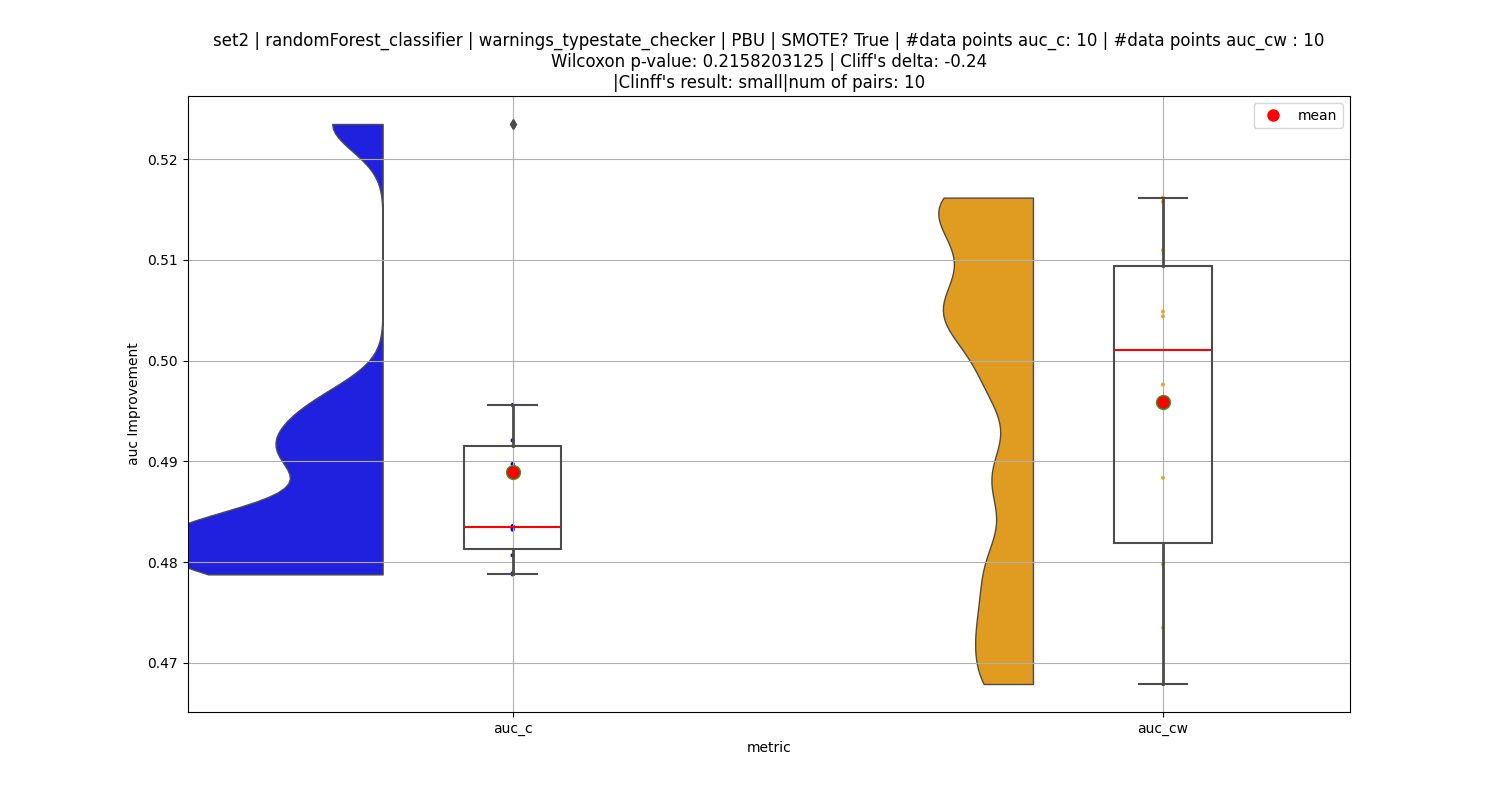 set2 | randomForest_classifier | warnings_typestate_checker | PBU | SMOTE? True | #data points auc_c: 10 | #data points auc_cw : 10
Wilcoxon p-value: 0.2158203125 | Cliff's delta: -0.24
|Clinff's result: small|num of pairs: 10
mean
0.52
0.51
0.50
0.49
0.48
0.47
auc Improvement
auc_c
auc_cw
metric